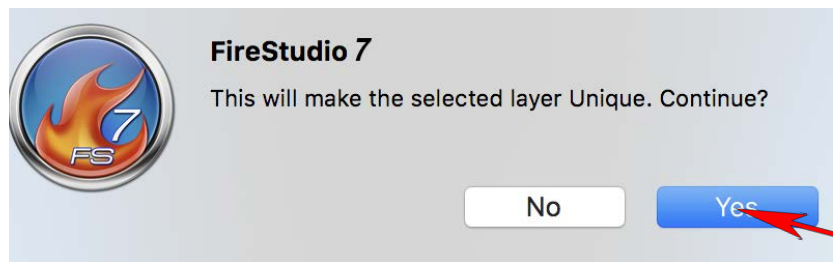 FireStudio 7
This will make the selected layer Unique. Continue?
7
FS
No
Yes